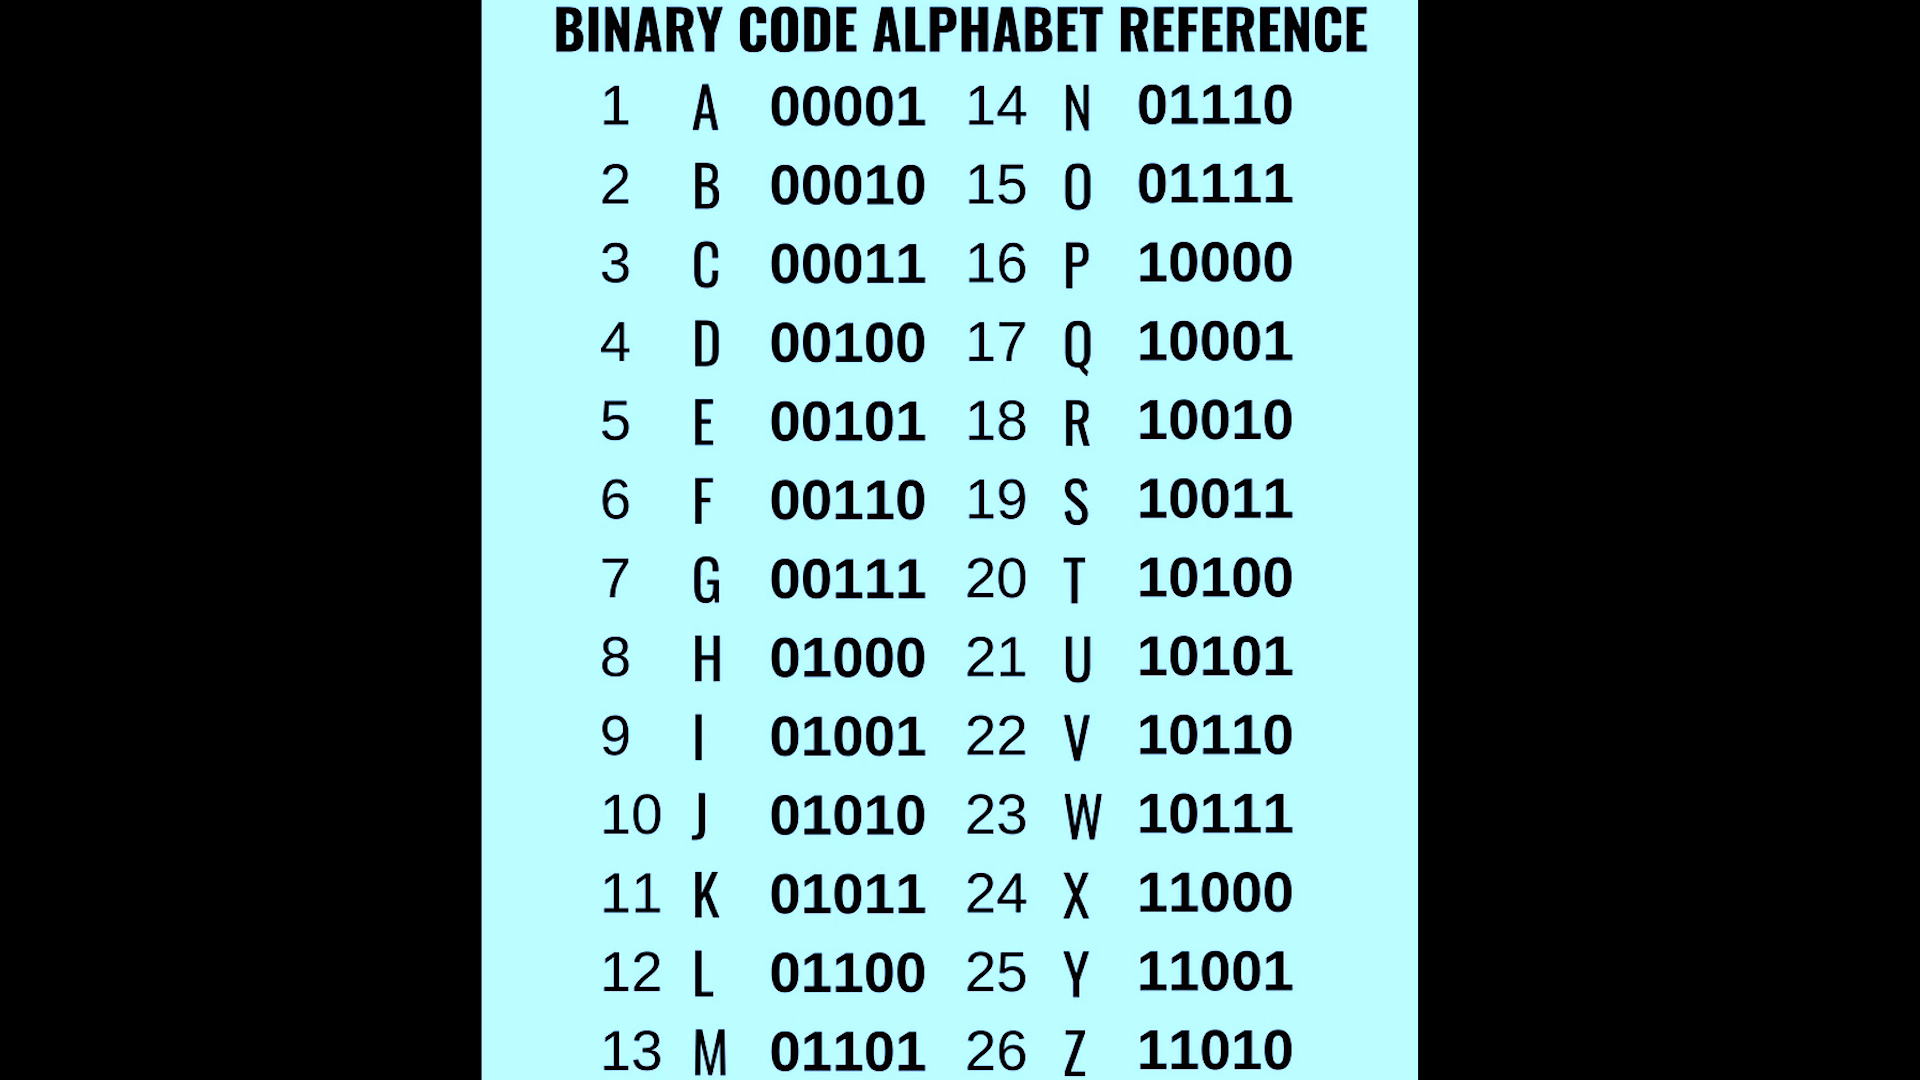 BINARY CODE ALPHABET REFERENCE
1 A 00001 14 N 01110
2 B 00010 15 O 01111
3 C 00011 16 P 10000
4 D 00100 17 Q 10001
5 E 00101 18 R 10010
6 F 00110 19 S 10011
7 G 00111 20 T 10100
8 H 01000 21 U 10101
9 I 01001 22 V 10110
10 J 01010 23 W 10111
11 K 01011 24 X 11000
12 L 01100 25 Y 11001
13 M 01101 26 Z 11010